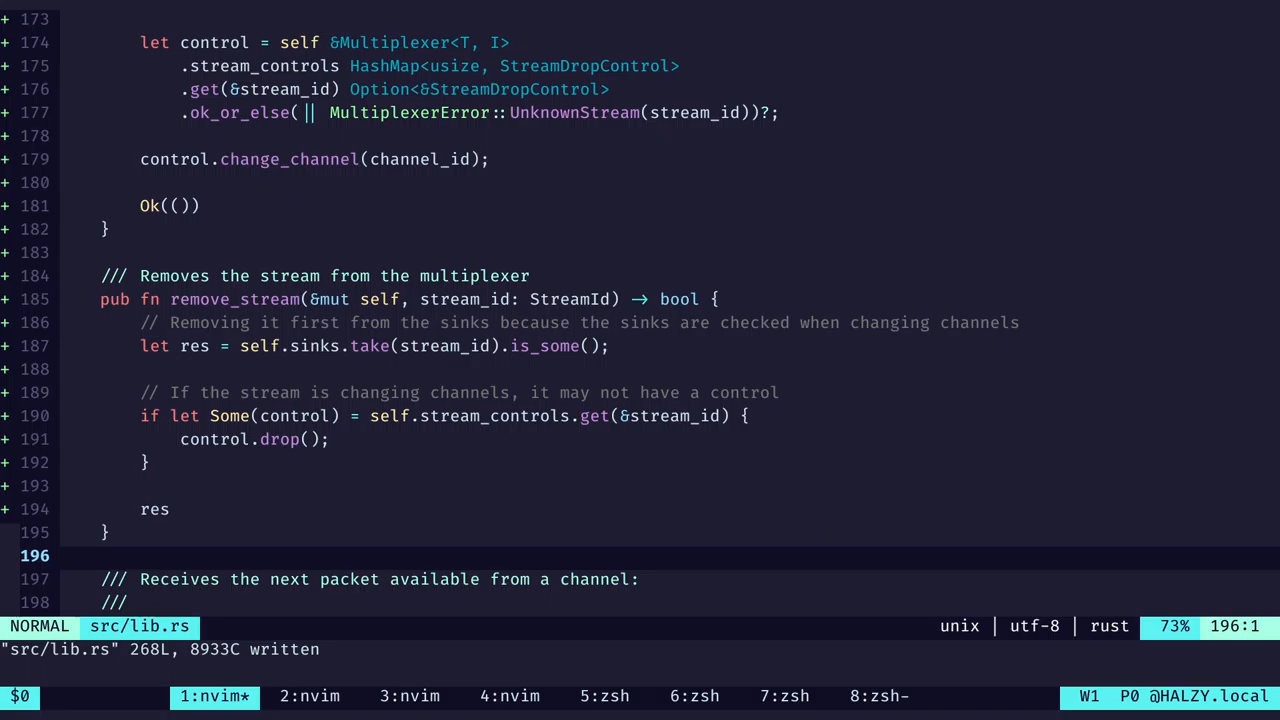 + 173
+ 174 let control = self &Multiplexer<T, I>
+ 175 .stream_controls HashMap<usize, StreamDropControl>
+ 176 .get(&stream_id) Option<&StreamDropControl>
+ 177 .ok_or_else(|| MultiplexerError::UnknownStream(stream_id))?;
+ 178
+ 179 control.change_channel(channel_id);
+ 180
+ 181 Ok(())
+ 182 }
+ 183
+ 184 /// Removes the stream from the multiplexer
+ 185 pub fn remove_stream(&mut self, stream_id: StreamId) -> bool {
+ 186 // Removing it first from the sinks because the sinks are checked when changing channels
+ 187 let res = self.sinks.take(stream_id).is_some();
+ 188
+ 189 // If the stream is changing channels, it may not have a control
+ 190 if let Some(control) = self.stream_controls.get(&stream_id) {
+ 191 control.drop();
+ 192 }
+ 193
+ 194 res
195 }
196
197 /// Receives the next packet available from a channel:
198 ///
NORMAL src/lib.rs unix | utf-8 | rust 73% 196:1
"src/lib.rs" 268L, 8933C written
$0 1:nvim* 2:nvim 3:nvim 4:nvim 5:zsh 6:zsh 7:zsh 8:zsh- W1 P0 @HALZY.local